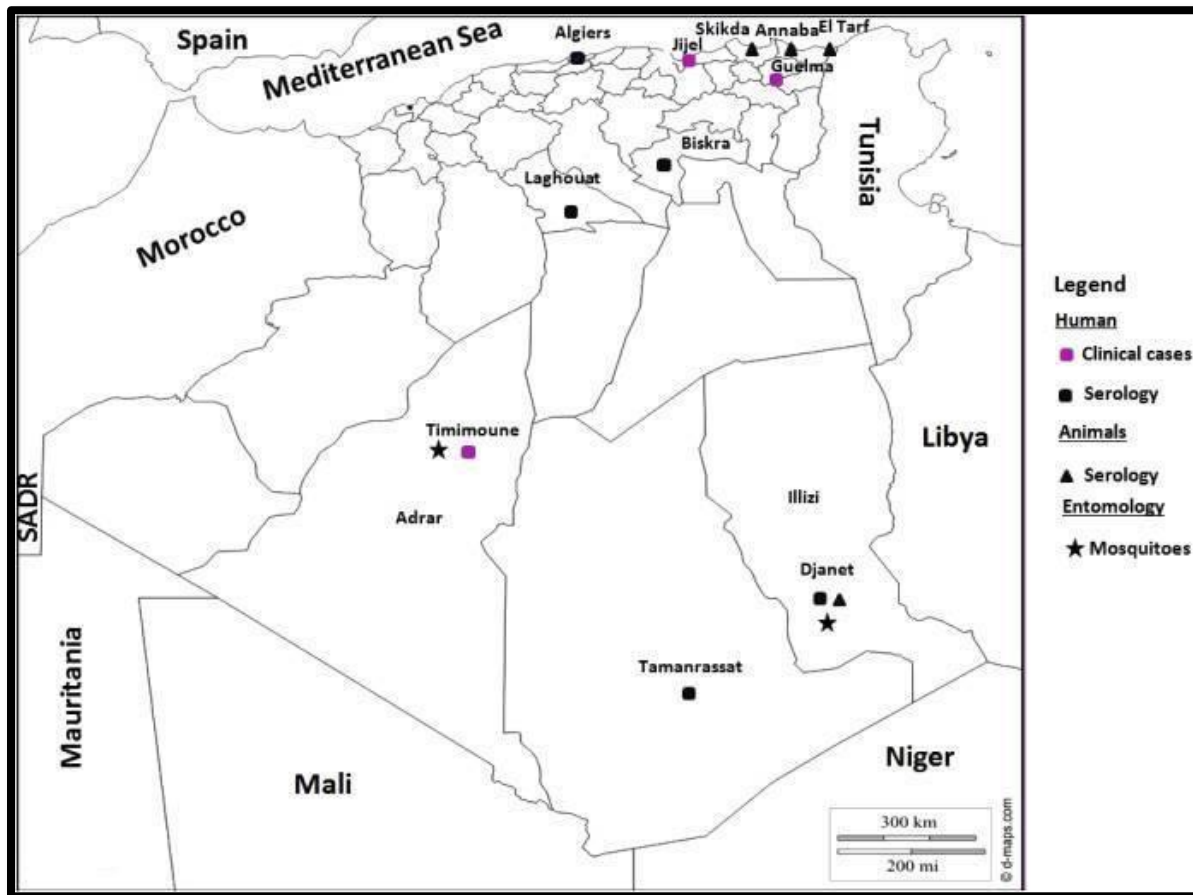 Spain
Mediterranean Sea
Algiers
Jijel
Skikda
Annaba
El Tarf
Guelma
Tunisia
Biskra
Laghouat
Morocco
Legend
Human
Clinical cases
Serology
Animals
Serology
Entomology
Mosquitoes
Timimoune
Libya
SADR
Adrar
Illizi
Djanet
Tamanrassat
Mauritania
Mali
Niger
300 km
200 mi
© d-maps.com